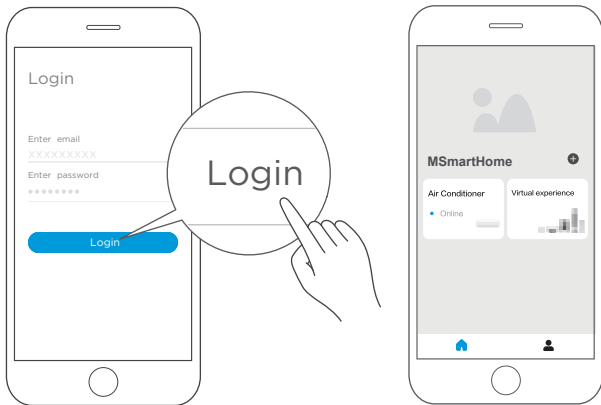 Login
Enter email
XXXXXXXXX
Enter password
Login
Login
MSmartHome
Air Conditioner
Online
Virtual experience